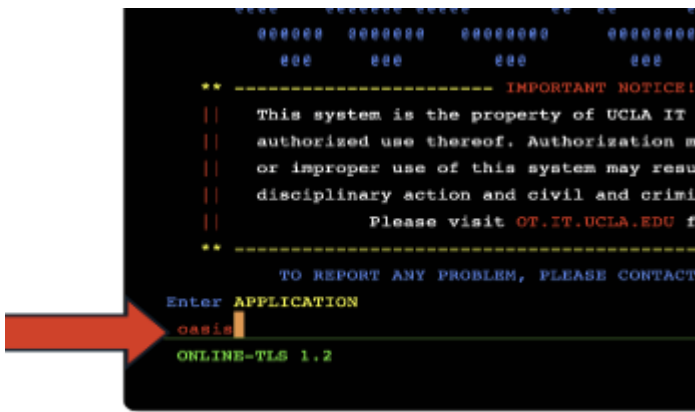 ** ----------------------- IMPORTANT NOTICE!
|| This system is the property of UCLA IT
|| authorized use thereof. Authorization m
|| or improper use of this system may resu
|| disciplinary action and civil and crimi
|| Please visit OT.IT.UCLA.EDU f
** ----------------------------------------
TO REPORT ANY PROBLEM, PLEASE CONTACT
Enter APPLICATION
oasis
ONLINE-TLS 1.2